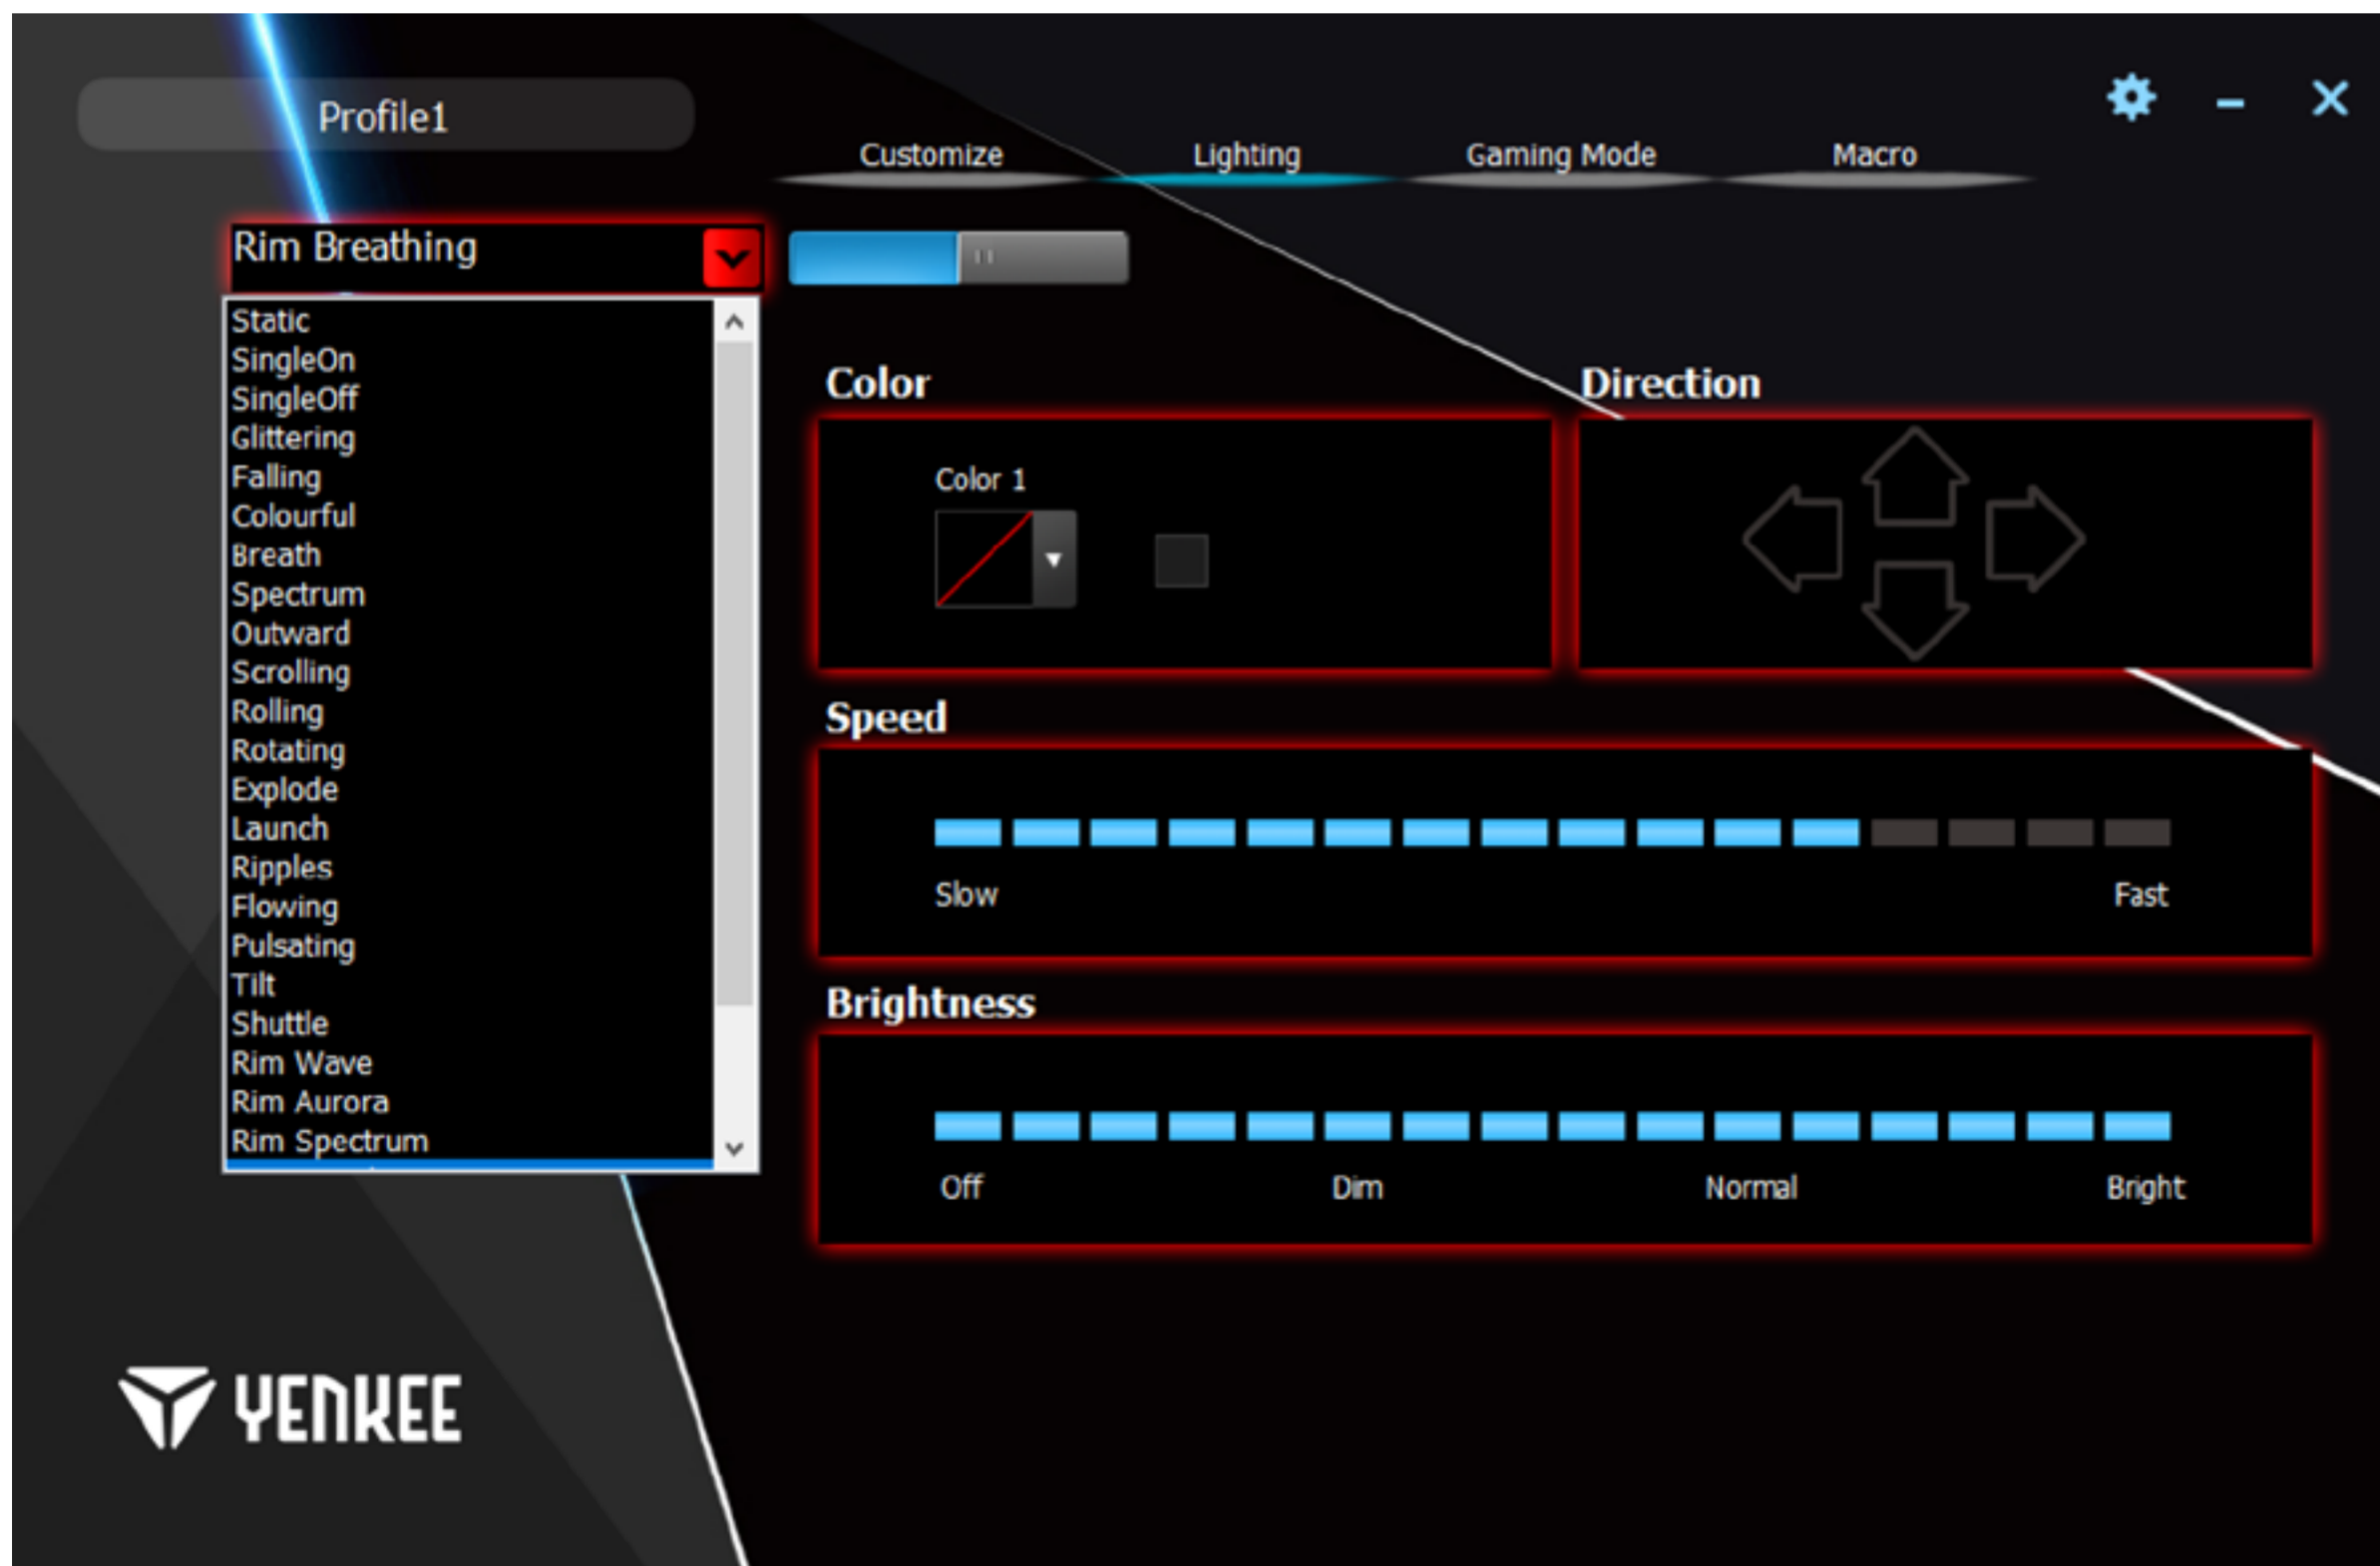 Profile1
Customize
Lighting
Gaming Mode
Macro
Rim Breathing
Static
SingleOn
SingleOff
Glittering
Falling
Colourful
Breath
Spectrum
Outward
Scrolling
Rolling
Rotating
Explode
Launch
Ripples
Flowing
Pulsating
Tilt
Shuttle
Rim Wave
Rim Aurora
Rim Spectrum
Color
Color 1
Direction
Speed
Slow
Fast
Brightness
Off
Dim
Normal
Bright
YENKEE